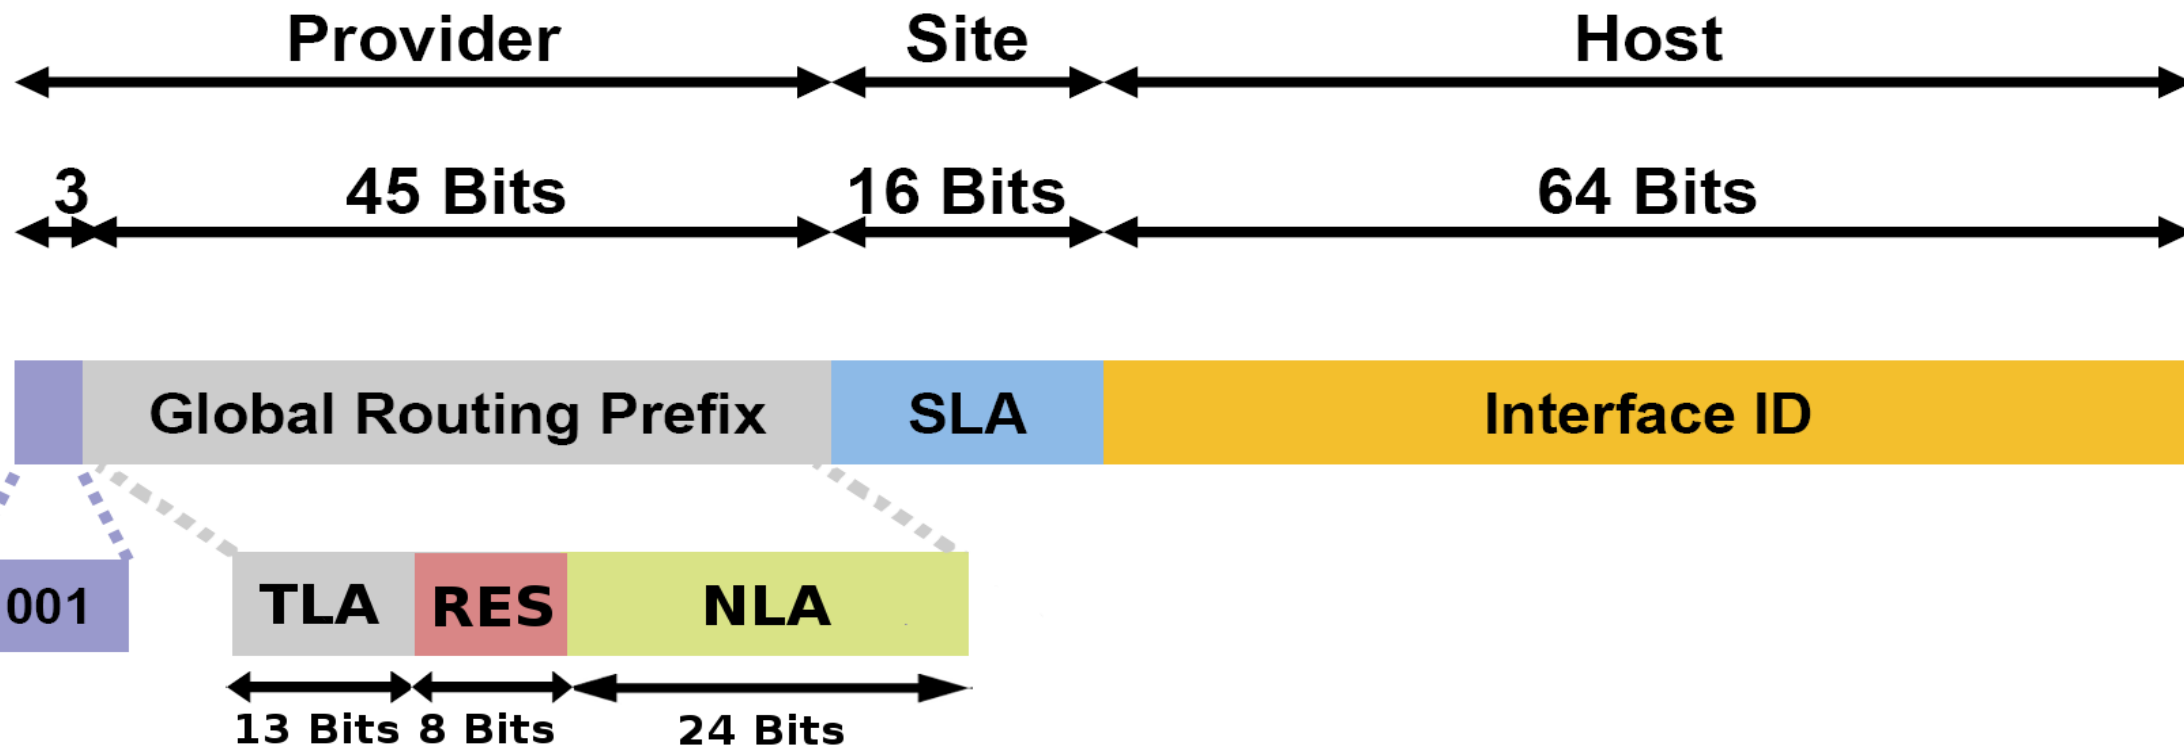 Provider Site Host
3 45 Bits 16 Bits 64 Bits
Global Routing Prefix SLA Interface ID
001 TLA RES NLA
13 Bits 8 Bits 24 Bits